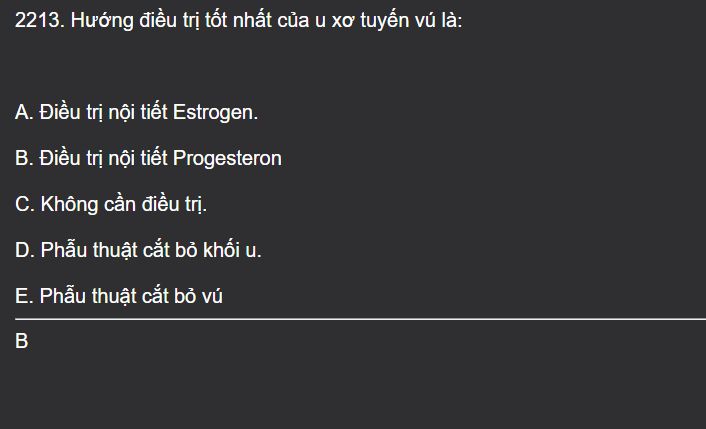 2213. Hướng điều trị tốt nhất của u xơ tuyến vú là:
A. Điều trị nội tiết Estrogen.
B. Điều trị nội tiết Progesteron
C. Không cần điều trị.
D. Phẫu thuật cắt bỏ khối u.
E. Phẫu thuật cắt bỏ vú
B